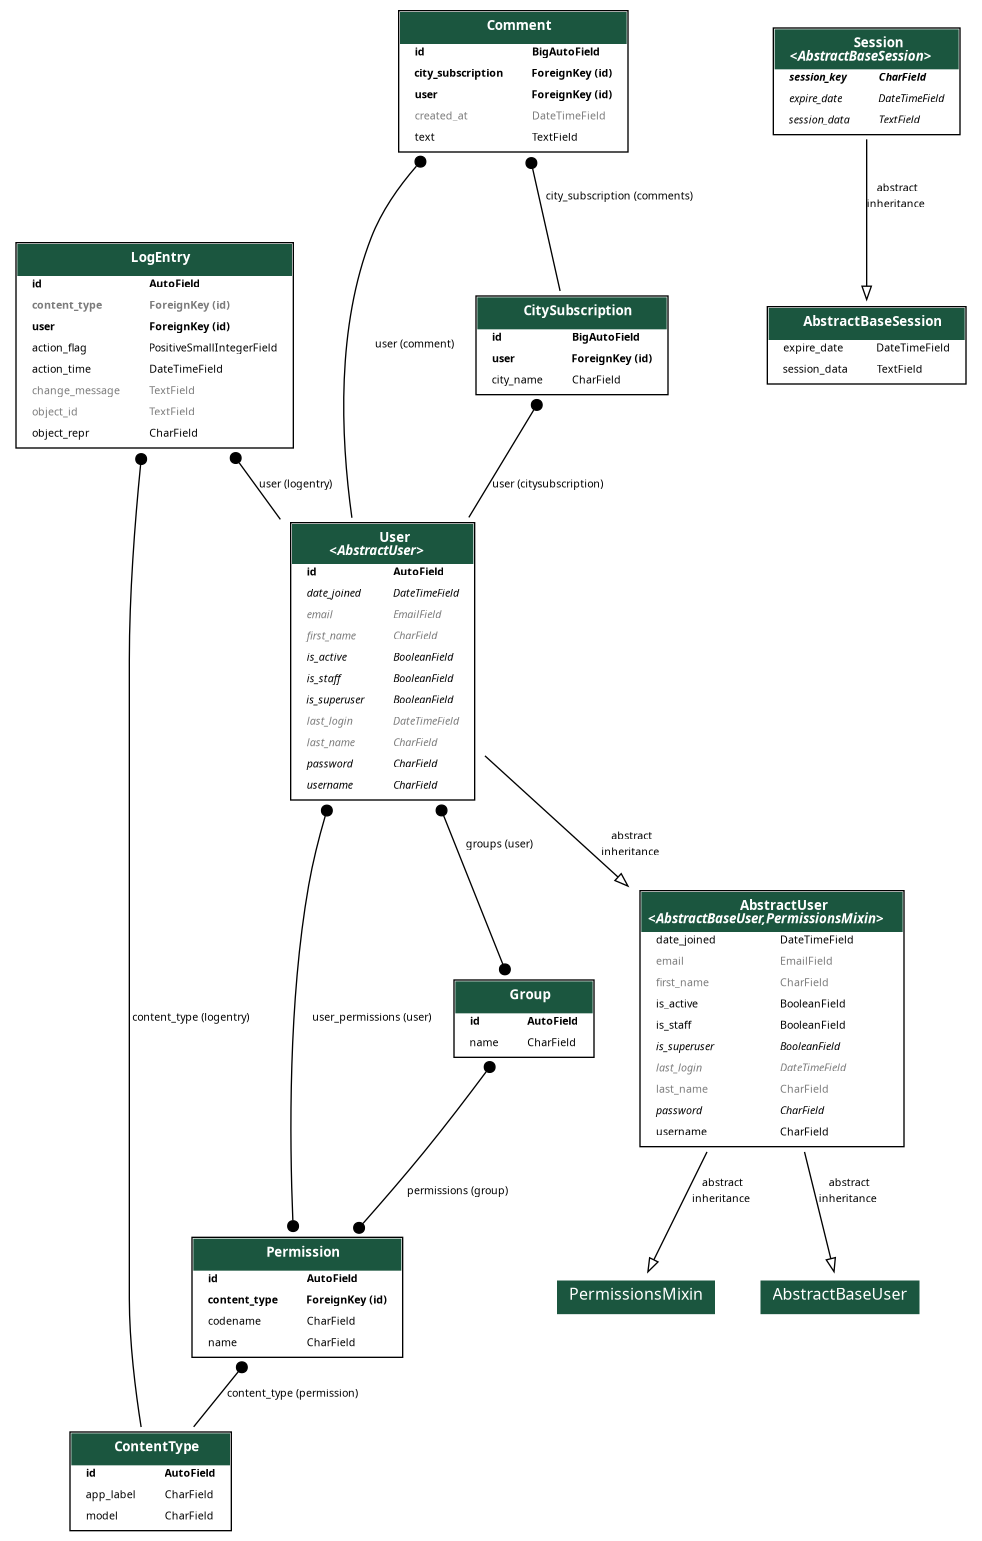 Comment
id BigAutoField
city_subscription ForeignKey (id)
user ForeignKey (id)
created_at DateTimeField
text TextField
Session
<AbstractBaseSession>
session_key CharField
expire_date DateTimeField
session_data TextField
abstract
inheritance
city_subscription (comments)
LogEntry
id AutoField
content_type ForeignKey (id)
user ForeignKey (id)
action_flag PositiveSmallIntegerField
action_time DateTimeField
change_message TextField
object_id TextField
object_repr CharField
user (comment)
CitySubscription
id BigAutoField
user ForeignKey (id)
city_name CharField
AbstractBaseSession
expire_date DateTimeField
session_data TextField
user (logentry)
user (citysubscription)
User
<AbstractUser>
id AutoField
date_joined DateTimeField
email EmailField
first_name CharField
is_active BooleanField
is_staff BooleanField
is_superuser BooleanField
last_login DateTimeField
last_name CharField
password CharField
username CharField
groups (user)
abstract
inheritance
AbstractUser
<AbstractBaseUser,PermissionsMixin>
date_joined DateTimeField
email EmailField
first_name CharField
is_active BooleanField
is_staff BooleanField
is_superuser BooleanField
last_login DateTimeField
last_name CharField
password CharField
username CharField
content_type (logentry)
user_permissions (user)
Group
id AutoField
name CharField
permissions (group)
abstract
inheritance
abstract
inheritance
Permission
id AutoField
content_type ForeignKey (id)
codename CharField
name CharField
PermissionsMixin
AbstractBaseUser
content_type (permission)
ContentType
id AutoField
app_label CharField
model CharField